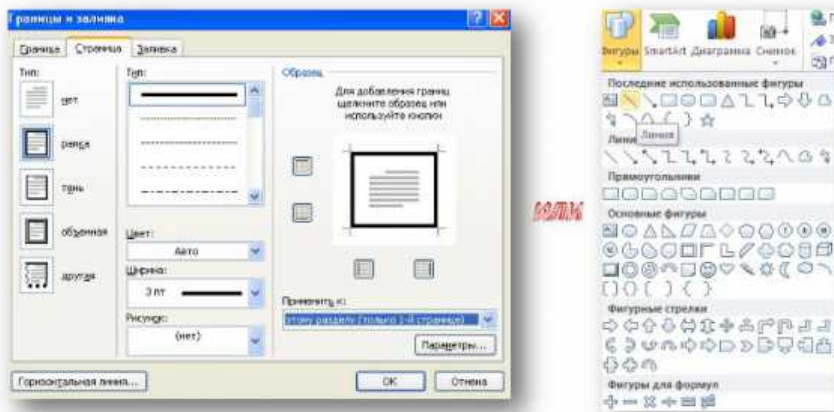 Границы и заливка
Граница Страница Заливка
Тип:
нет
рамка
тень
объемная
другая
Тип:
Цвет:
Авто
Ширина:
3 пт
Рисунок:
(нет)
Образец
Для добавления границ
щелкните образец или
используйте кнопки
Применить к:
этому разделу (только 1-й странице)
Параметры...
Горизонтальная линия...
ОК
Отмена
или
Фигуры SmartArt Диаграмма Снимок
Последние использованные фигуры
Линии
Линия
Прямоугольники
Основные фигуры
Фигурные стрелки
Фигуры для формул